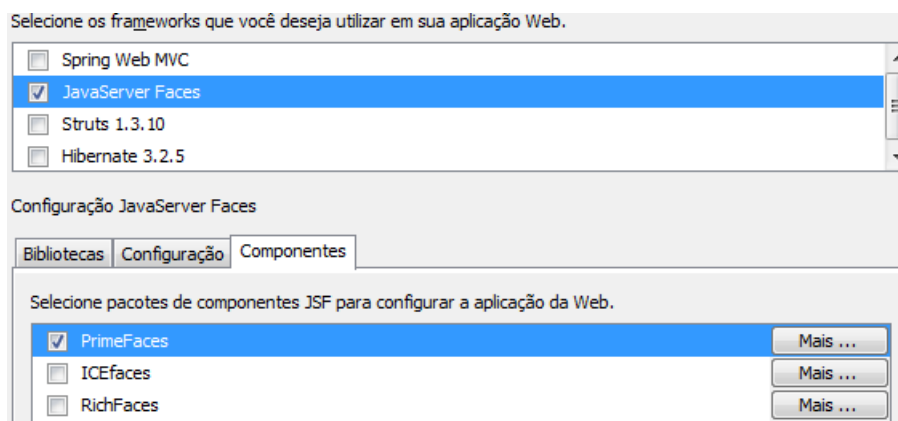 Selecione os frameworks que você deseja utilizar em sua aplicação Web.
Spring Web MVC
JavaServer Faces
Struts 1.3.10
Hibernate 3.2.5
Configuração JavaServer Faces
Bibliotecas Configuração Componentes
Selecione pacotes de componentes JSF para configurar a aplicação da Web.
PrimeFaces Mais ...
ICEfaces Mais ...
RichFaces Mais ...